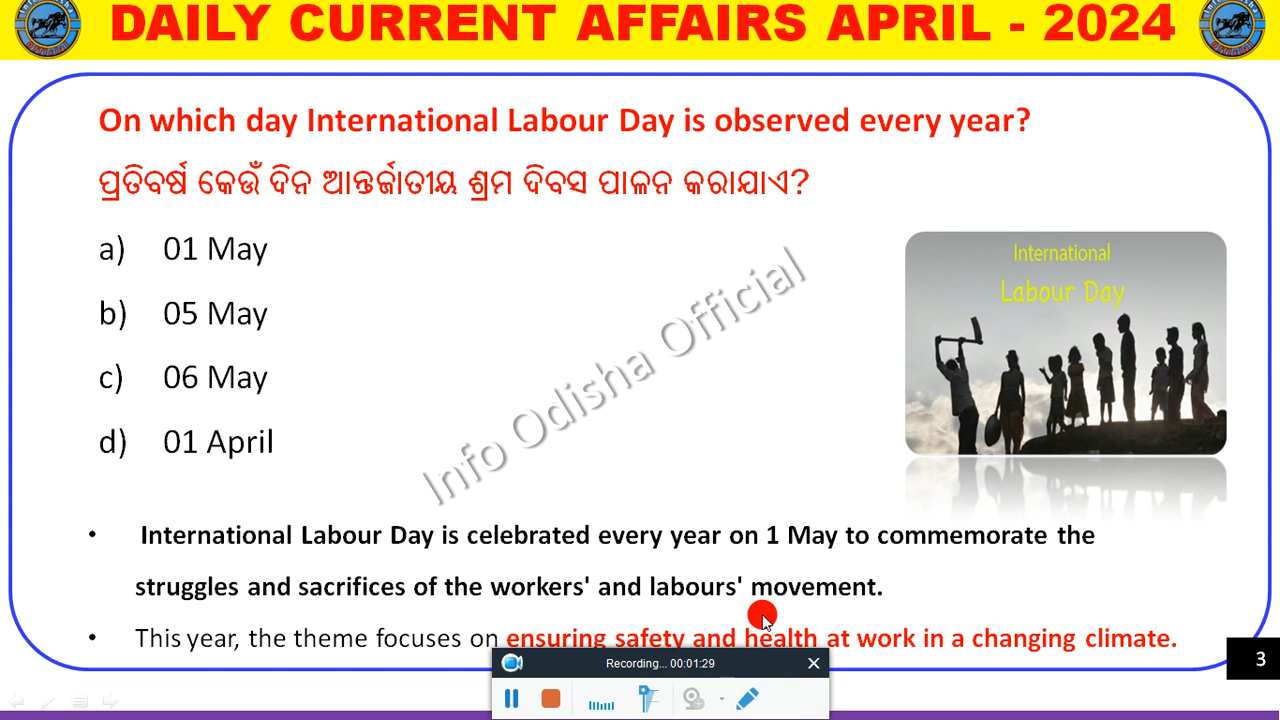 DAILY CURRENT AFFAIRS APRIL - 2024
On which day International Labour Day is observed every year?
ପ୍ରତିବର୍ଷ କେଉଁ ଦିନ ଆନ୍ତର୍ଜାତୀୟ ଶ୍ରମ ଦିବସ ପାଳନ କରାଯାଏ?
a) 01 May
b) 05 May
c) 06 May
d) 01 April
International
Labour Day
Info Odisha Official
• International Labour Day is celebrated every year on 1 May to commemorate the
struggles and sacrifices of the workers' and labours' movement.
• This year, the theme focuses on ensuring safety and health at work in a changing climate.
3
Recording... 00:01:29